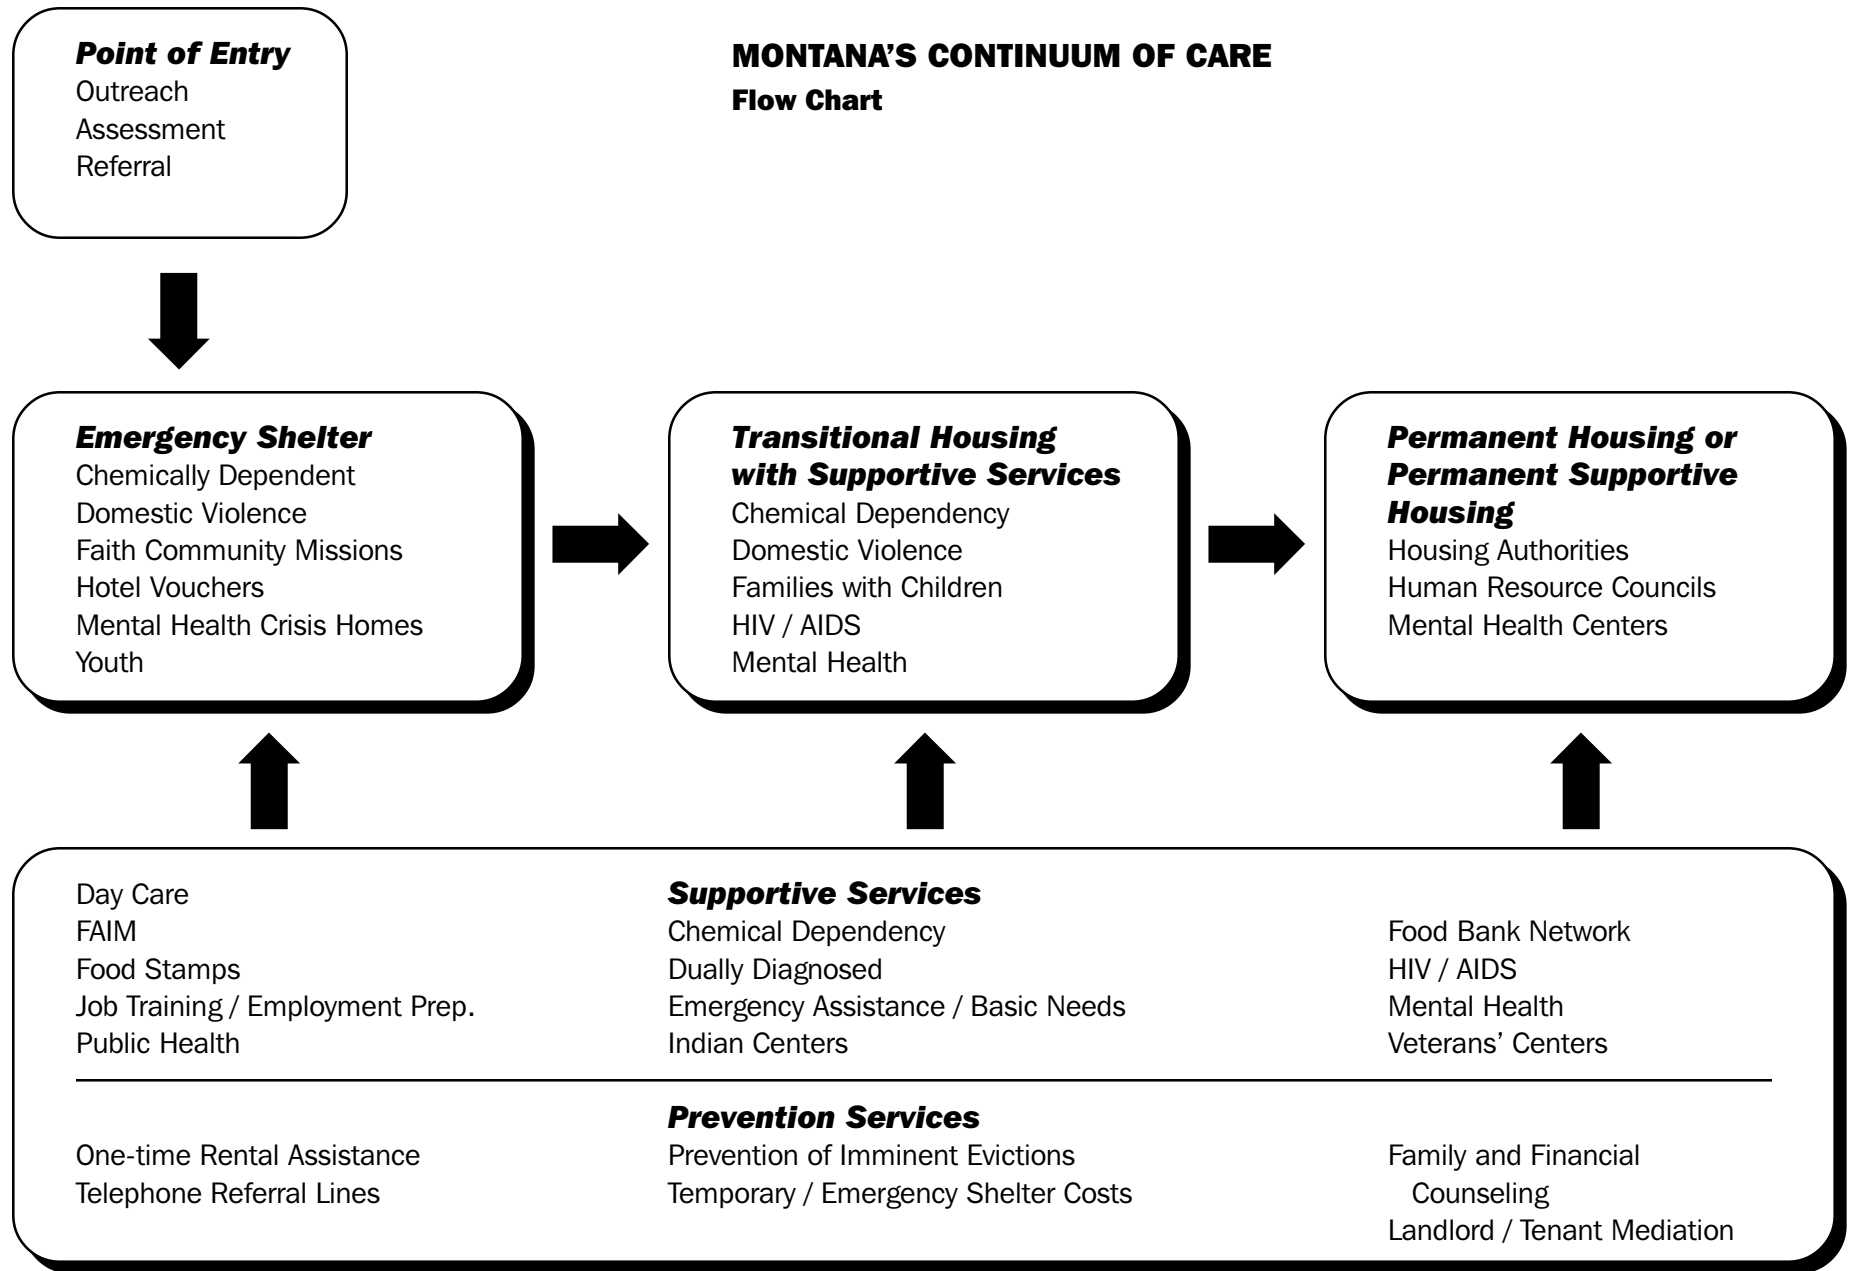 Point of Entry
Outreach
Assessment
Referral
MONTANA’S CONTINUUM OF CARE
Flow Chart
Emergency Shelter
Chemically Dependent
Domestic Violence
Faith Community Missions
Hotel Vouchers
Mental Health Crisis Homes
Youth
Transitional Housing
with Supportive Services
Chemical Dependency
Domestic Violence
Families with Children
HIV / AIDS
Mental Health
Permanent Housing or
Permanent Supportive
Housing
Housing Authorities
Human Resource Councils
Mental Health Centers
Day Care
FAIM
Food Stamps
Job Training / Employment Prep.
Public Health
Supportive Services
Chemical Dependency
Dually Diagnosed
Emergency Assistance / Basic Needs
Indian Centers
Food Bank Network
HIV / AIDS
Mental Health
Veterans’ Centers
One-time Rental Assistance
Telephone Referral Lines
Prevention Services
Prevention of Imminent Evictions
Temporary / Emergency Shelter Costs
Family and Financial
Counseling
Landlord / Tenant Mediation